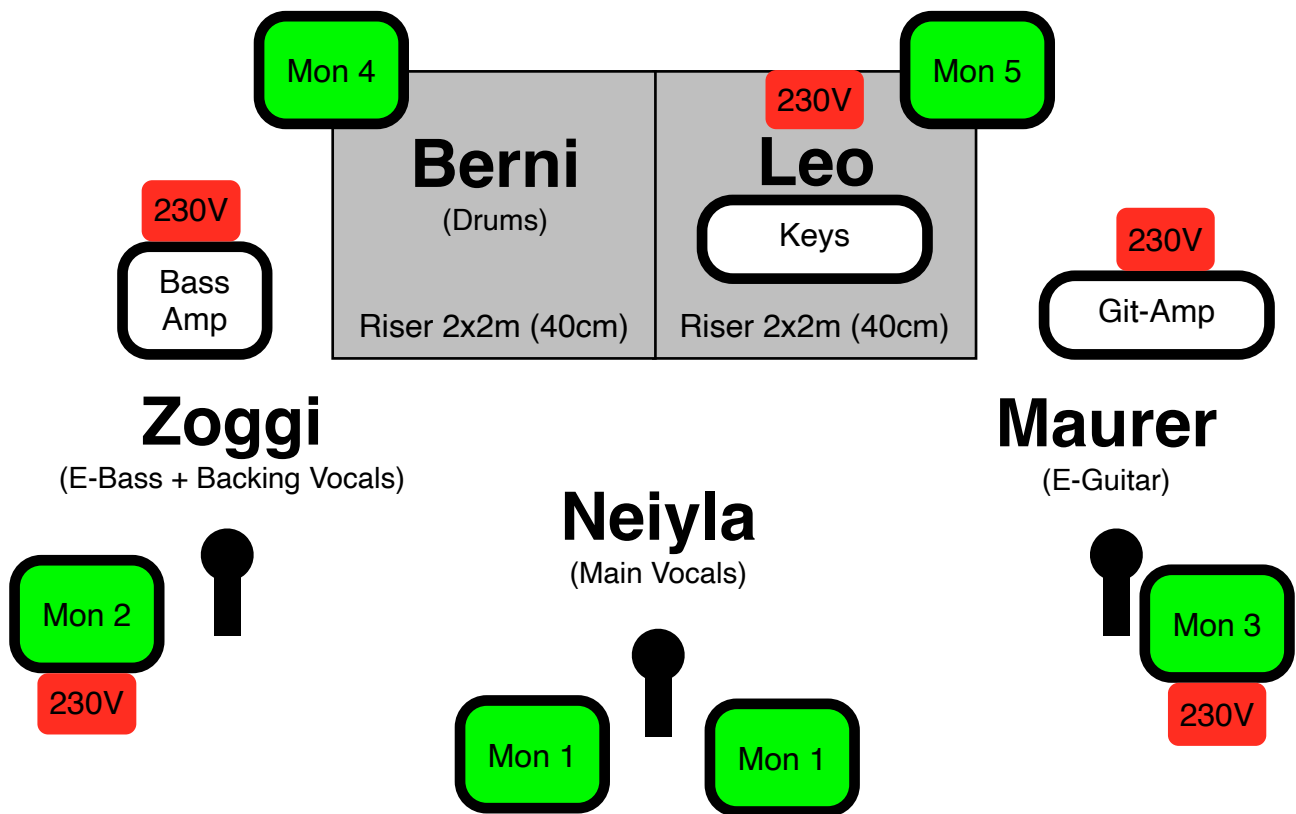 Mon 4
Mon 5
230V
Berni
Leo
(Drums)
230V
Keys
230V
Bass
Amp
Git-Amp
Riser 2x2m (40cm)
Riser 2x2m (40cm)
Zoggi
(E-Bass + Backing Vocals)
Maurer
(E-Guitar)
Neiyla
(Main Vocals)
Mon 2
230V
Mon 3
230V
Mon 1
Mon 1